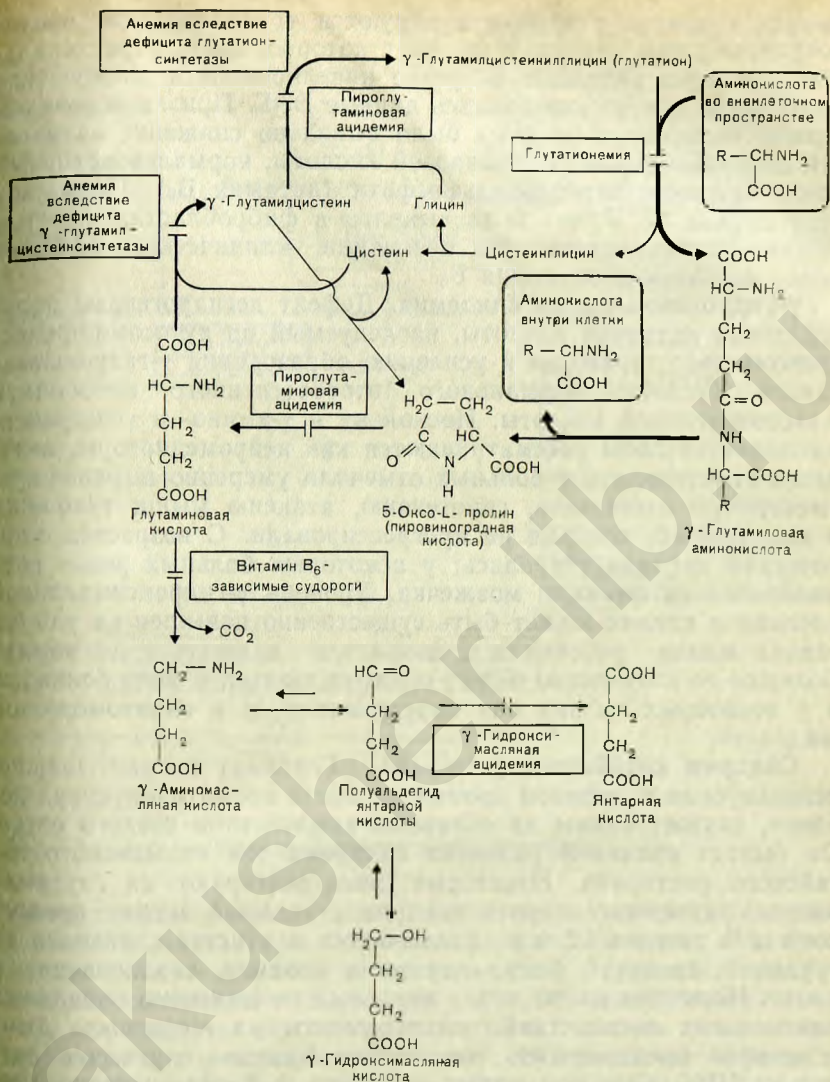 Анемия вследствие
дефицита глутатион-
синтетазы
γ-Глутамилцистеинилглицин (глутатион)
Пироглу-
таминовая
ацидемия
Аминокислота
во внеклеточном
пространстве
R—CHNH₂
COOH
Глутатионемия
Анемия
вследствие
дефицита
γ-глутамил-
цистеинсинтетазы
γ-Глутамилцистеин
Глицин
Цистеин
Цистеинглицин
Аминокислота
внутри клетки
R—CHNH₂
COOH
COOH
HC—NH₂
CH₂
CH₂
C=O
NH
HC—COOH
R
γ-Глутамиловая
аминокислота
COOH
HC—NH₂
CH₂
CH₂
COOH
Глутаминовая
кислота
Пироглута-
миновая
ацидемия
H₂C—CH₂
C HC
O N COOH
H
5-Оксо-L-пролин
(пировиноградная
кислота)
Витамин B₆-
зависимые судороги
CO₂
CH₂—NH₂
CH₂
CH₂
COOH
γ-Аминомас-
ляная кислота
HC=O
CH₂
CH₂
COOH
Полуальдегид
янтарной
кислоты
γ-Гидрокси-
масляная
ацидемия
COOH
CH₂
CH₂
COOH
Янтарная
кислота
H₂C—OH
CH₂
CH₂
COOH
γ-Гидроксимасляная
кислота
akusher-lib.ru